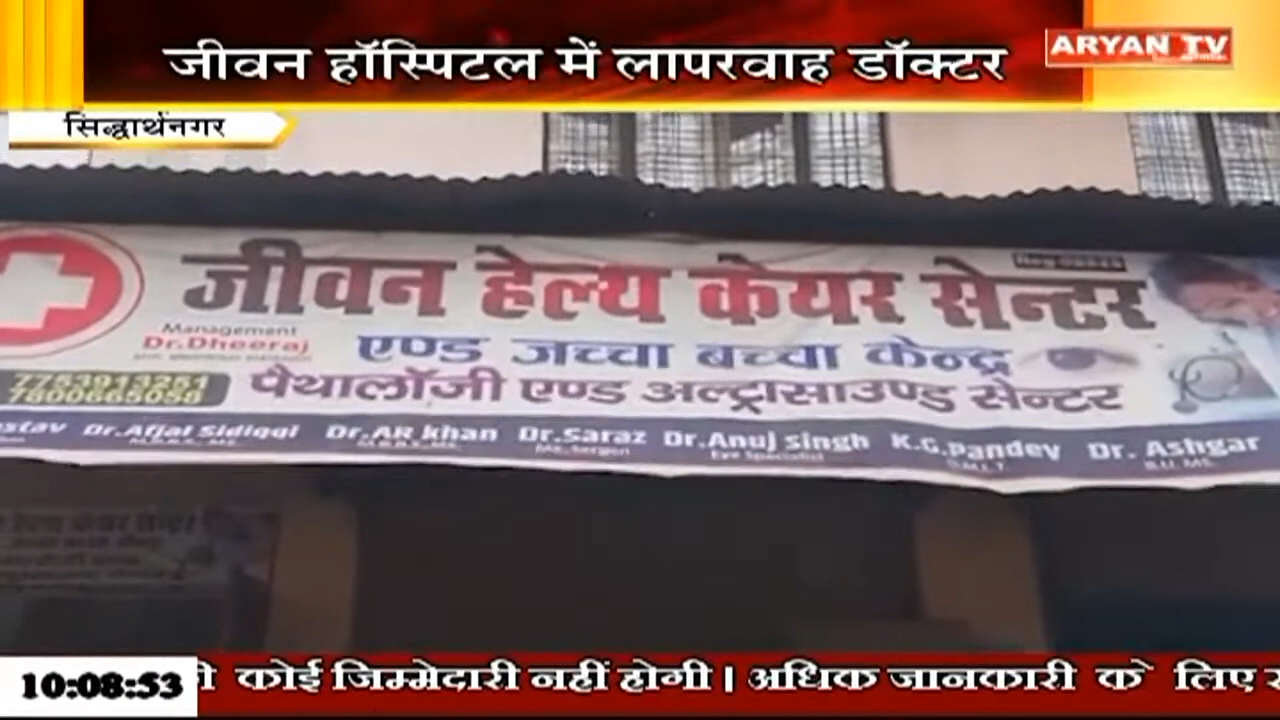 जीवन हॉस्पिटल में लापरवाह डॉक्टर
ARYAN TV
सिद्धार्थनगर
जीवन हेल्थ केयर सेन्टर
Management
Dr.Dheeraj
एण्ड जच्चा बच्चा केन्द्र
7753913251
7800665058
पैथालॉजी एण्ड अल्ट्रासाउण्ड सेन्टर
Dr.Afjal Sidiqqi Dr.AR khan Dr.Saraz Dr.Anuj singh K.G.Pandey Dr. Ashgar
Eye Specialist
10:08:53
कोई जिम्मेदारी नहीं होगी | अधिक जानकारी के लिए